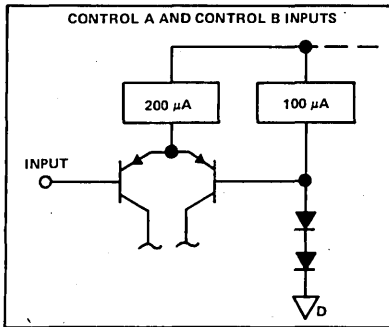 CONTROL A AND CONTROL B INPUTS
200 µA
100 µA
INPUT
D